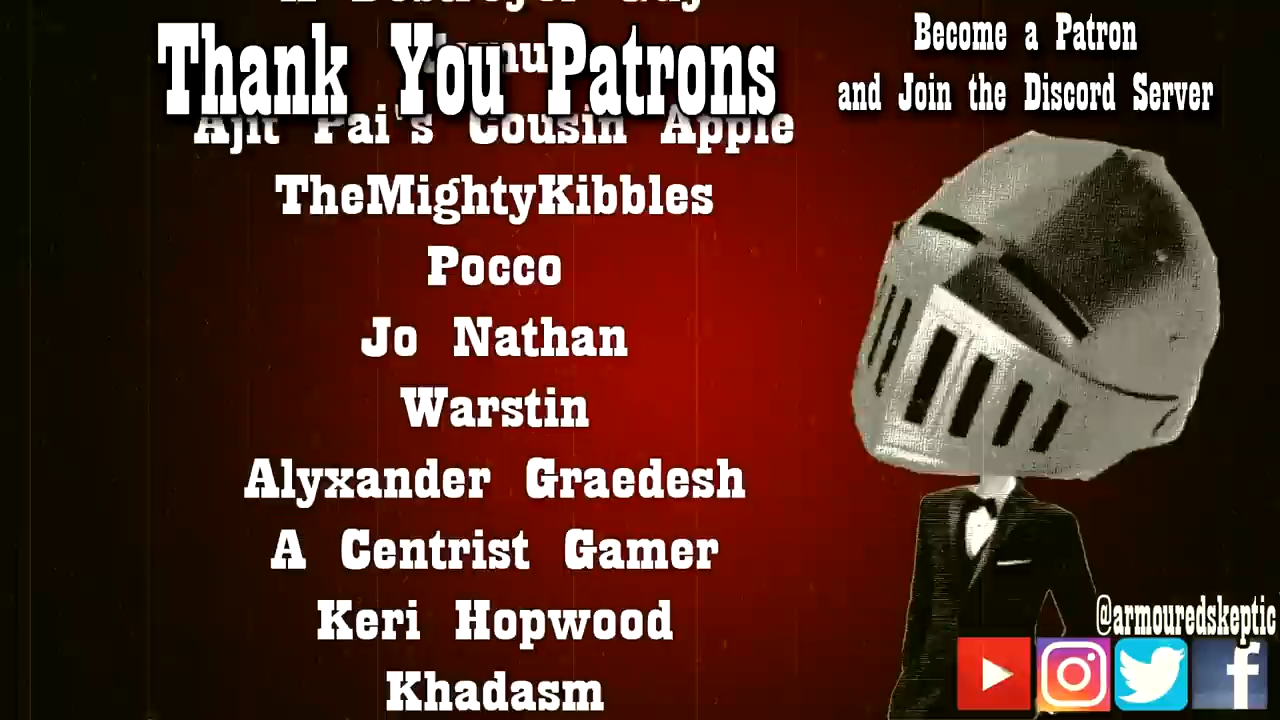 Thank You Patrons
Ajit Pai's Cousin Apple
TheMightyKibbles
Pocco
Jo Nathan
Warstin
Alyxander Graedesh
A Centrist Gamer
Keri Hopwood
Khadasm
Become a Patron
and Join the Discord Server
@armouredskeptic